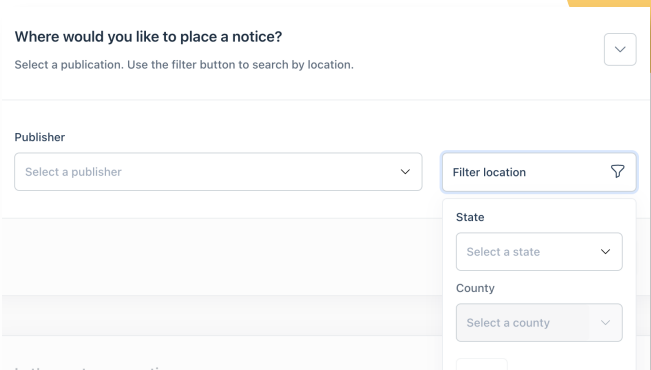 Where would you like to place a notice?
Select a publication. Use the filter button to search by location.
Publisher
Select a publisher
Filter location
State
Select a state
County
Select a county